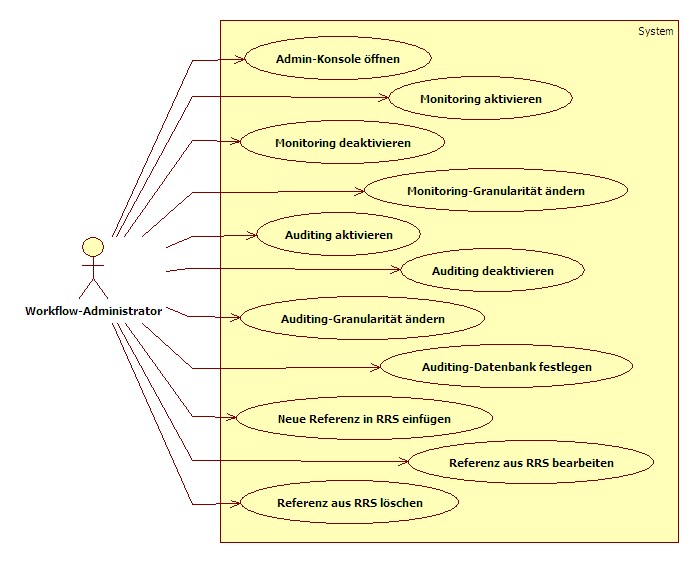 System
Admin-Konsole öffnen
Monitoring aktivieren
Monitoring deaktivieren
Monitoring-Granularität ändern
Auditing aktivieren
Auditing deaktivieren
Workflow-Administrator
Auditing-Granularität ändern
Auditing-Datenbank festlegen
Neue Referenz in RRS einfügen
Referenz aus RRS bearbeiten
Referenz aus RRS löschen